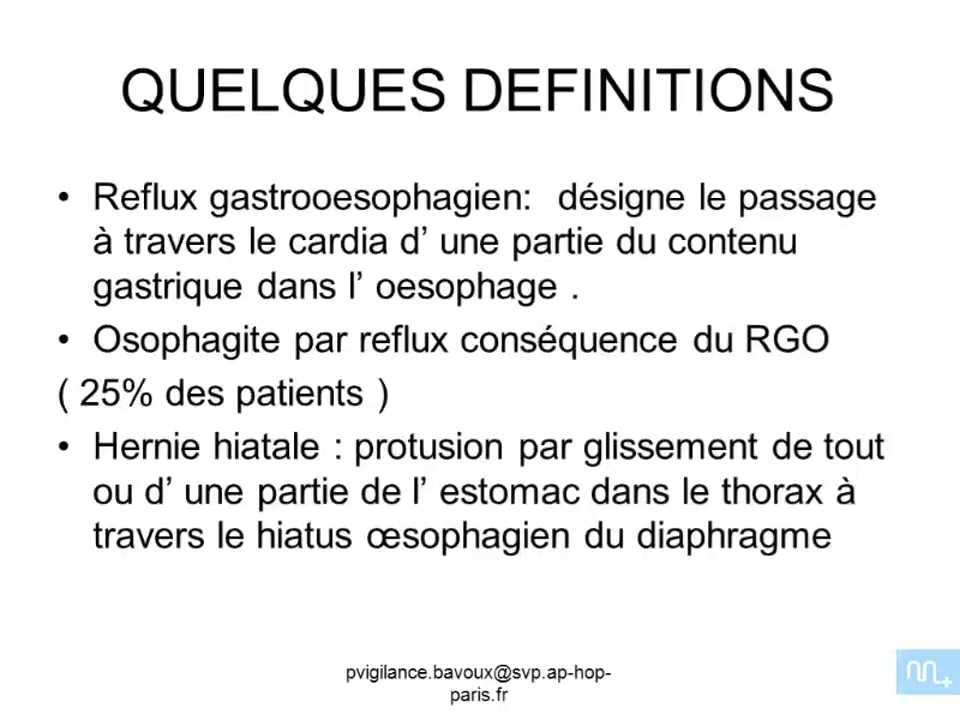 QUELQUES DEFINITIONS
• Reflux gastrooesophagien:  désigne le passage
à travers le cardia d’ une partie du contenu
gastrique dans l’ oesophage .
• Osophagite par reflux conséquence du RGO
( 25% des patients )
• Hernie hiatale : protusion par glissement de tout
ou d’ une partie de l’ estomac dans le thorax à
travers le hiatus œsophagien du diaphragme
pvigilance.bavoux@svp.ap-hop-
paris.fr